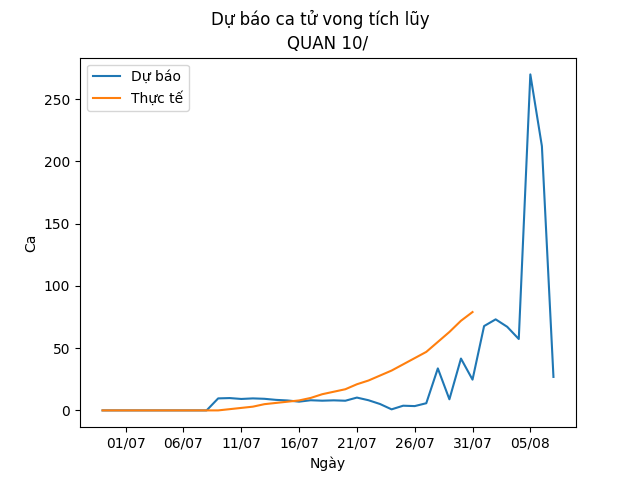 Dự báo ca tử vong tích lũy
QUAN 10/
Dự báo
Thực tế
250
200
150
100
50
0
Ca
01/07 06/07 11/07 16/07 21/07 26/07 31/07 05/08
Ngày